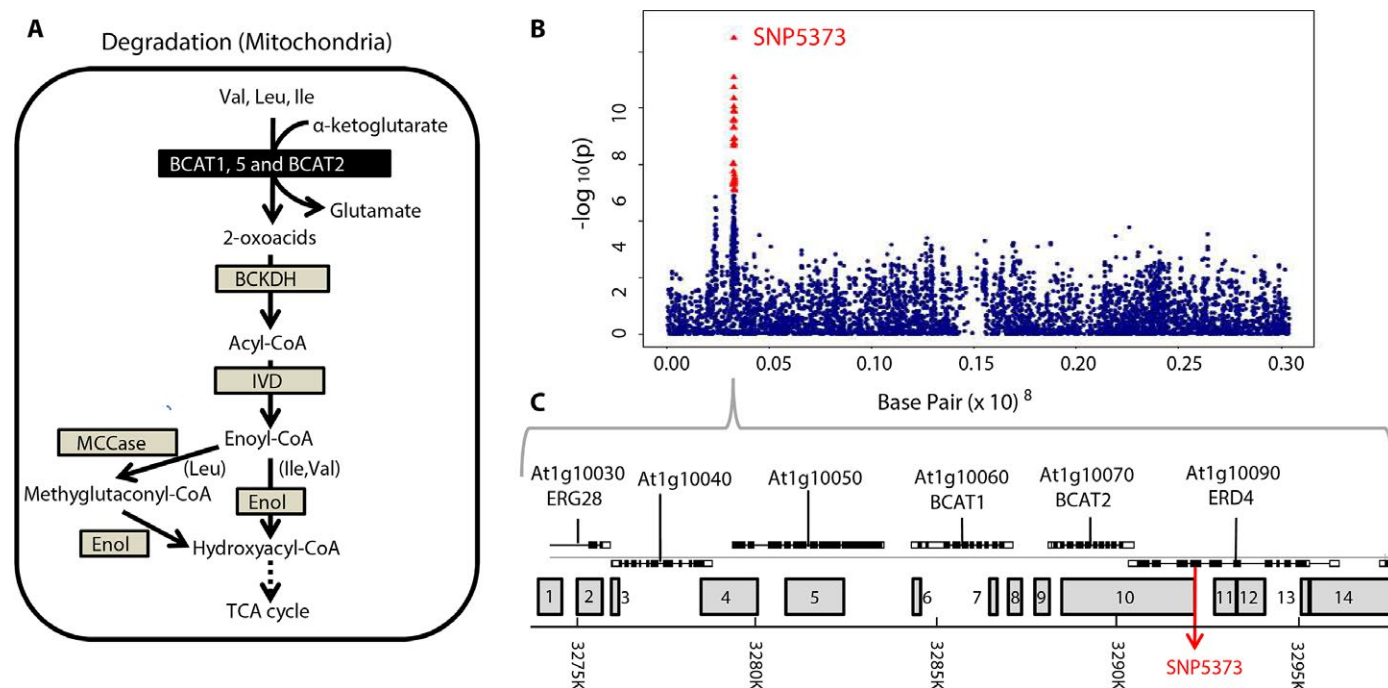 A
Degradation (Mitochondria)
Val, Leu, Ile
α-ketoglutarate
BCAT1, 5 and BCAT2
Glutamate
2-oxoacids
BCKDH
Acyl-CoA
IVD
Enoyl-CoA
MCCase
(Leu)
(Ile,Val)
Methyglutaconyl-CoA
Enol
Enol
Hydroxyacyl-CoA
TCA cycle
B
SNP5373
-log 10(p)
10
8
6
4
2
0
0.00
0.05
0.10
0.15
0.20
0.25
0.30
Base Pair (x 10) 8
C
At1g10030
ERG28
At1g10040
At1g10050
At1g10060
BCAT1
At1g10070
BCAT2
At1g10090
ERD4
1
2
3
4
5
6
7
8
9
10
11
12
13
14
3275K
3280K
3285K
3290K
3295K
SNP5373